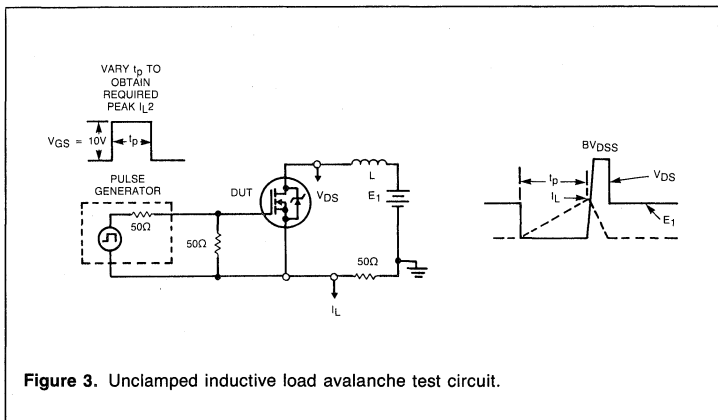 VARY tp TO
OBTAIN
REQUIRED
PEAK IL2
VGS = 10V
tp
PULSE
GENERATOR
50Ω
50Ω
DUT
VDS
L
E1
50Ω
IL
BVDSS
tp
IL
VDS
E1
Figure 3. Unclamped inductive load avalanche test circuit.